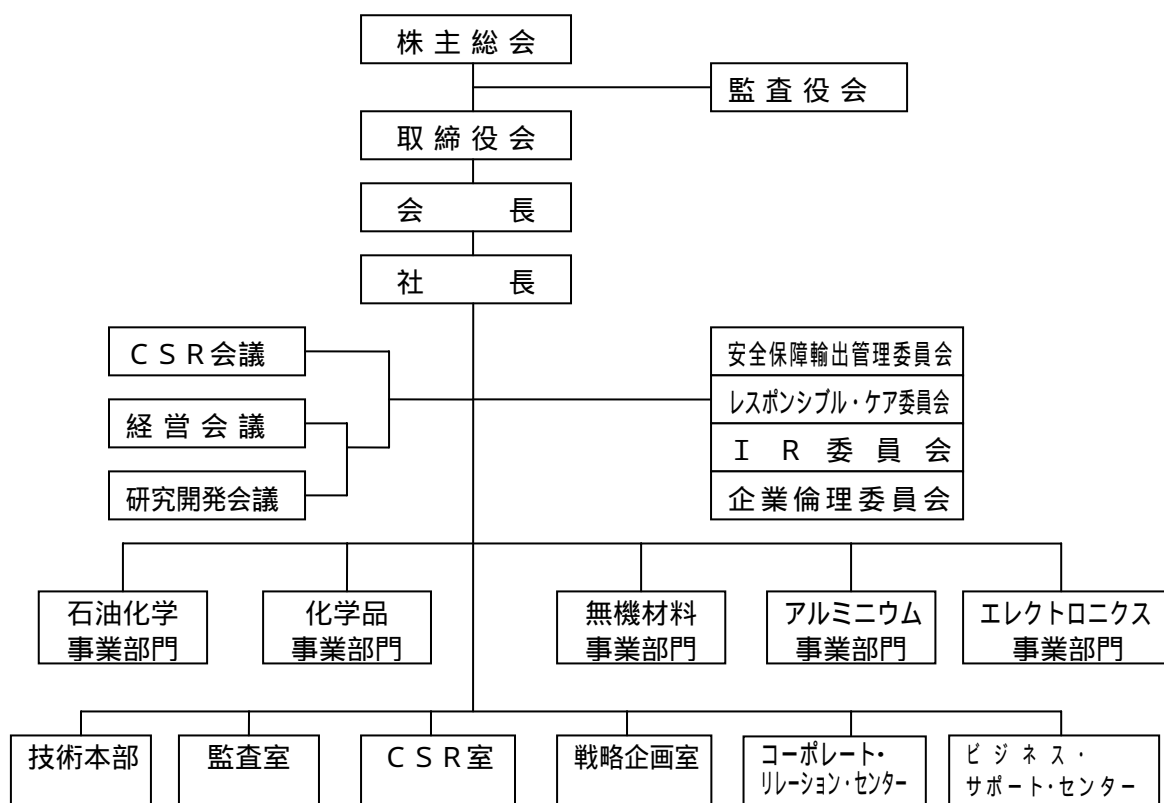 株主総会
監査役会
取締役会
会長
社長
ＣＳＲ会議
安全保障輸出管理委員会
レスポンシブル・ケア委員会
経営会議
ＩＲ委員会
研究開発会議
企業倫理委員会
石油化学
事業部門
化学品
事業部門
無機材料
事業部門
アルミニウム
事業部門
エレクトロニクス
事業部門
技術本部
監査室
ＣＳＲ室
戦略企画室
コーポレート・
リレーション・センター
ビジネス・
サポート・センター